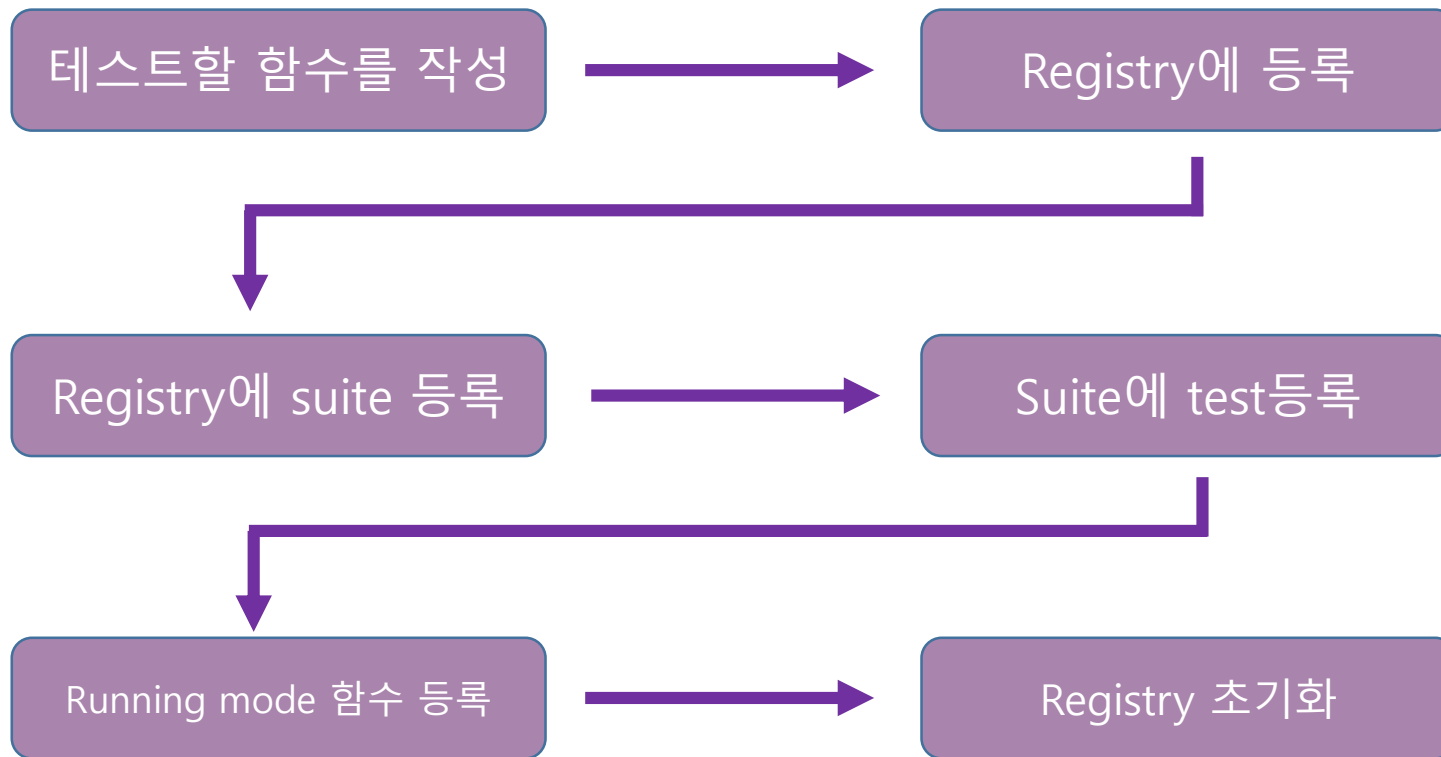 테스트할 함수를 작성
Registry에 등록
Registry에 suite 등록
Suite에 test등록
Running mode 함수 등록
Registry 초기화